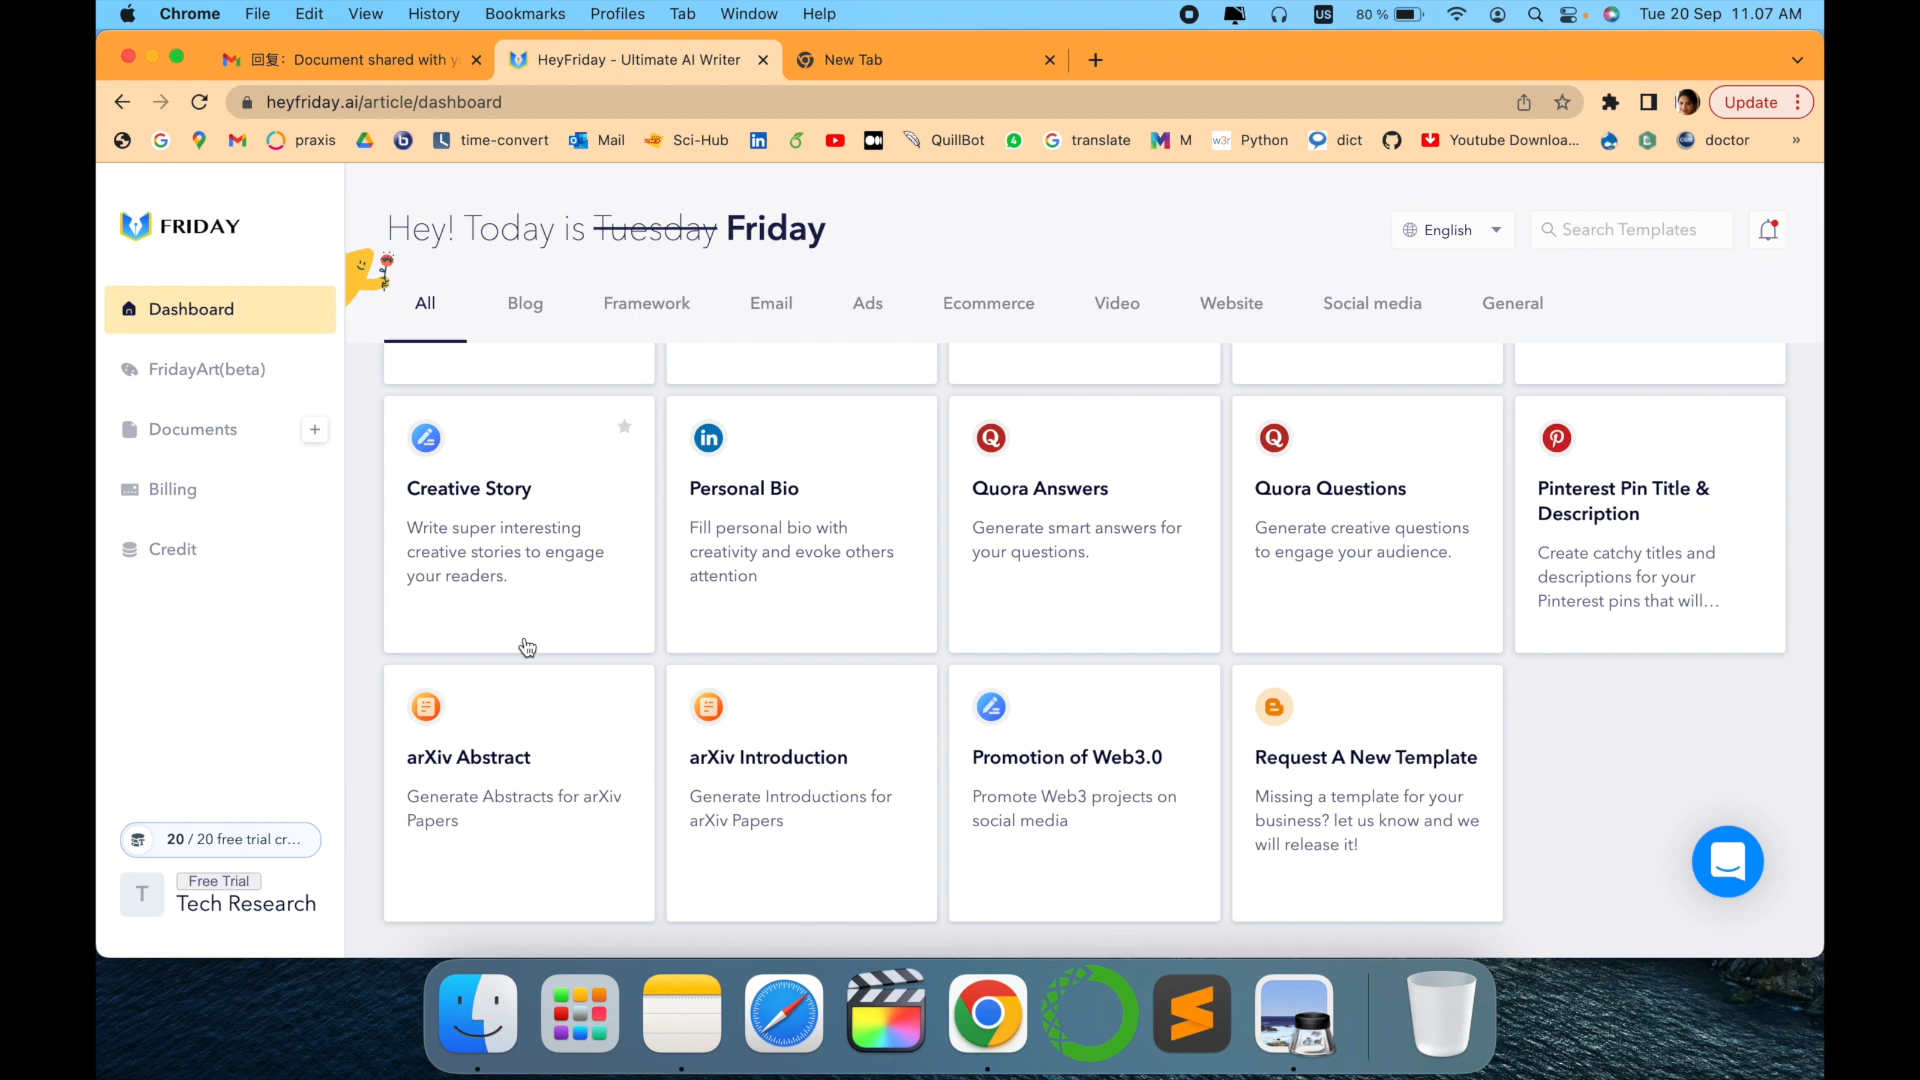 Chrome File Edit View History Bookmarks Profiles Tab Window Help US 80 % Tue 20 Sep 11.07 AM
回复: Document shared with y HeyFriday - Ultimate AI Writer New Tab
heyfriday.ai/article/dashboard Update
praxis time-convert Mail Sci-Hub QuillBot translate M Python dict Youtube Downloa... doctor »
FRIDAY
Hey! Today is Tuesday Friday
English
Search Templates
All Blog Framework Email Ads Ecommerce Video Website Social media General
Dashboard
FridayArt(beta)
Documents +
Billing
Credit
20 / 20 free trial cr...
T
Free Trial
Tech Research
Creative Story
Write super interesting
creative stories to engage
your readers.
Personal Bio
Fill personal bio with
creativity and evoke others
attention
Quora Answers
Generate smart answers for
your questions.
Quora Questions
Generate creative questions
to engage your audience.
Pinterest Pin Title &
Description
Create catchy titles and
descriptions for your
Pinterest pins that will...
arXiv Abstract
Generate Abstracts for arXiv
Papers
arXiv Introduction
Generate Introductions for
arXiv Papers
Promotion of Web3.0
Promote Web3 projects on
social media
Request A New Template
Missing a template for your
business? let us know and we
will release it!